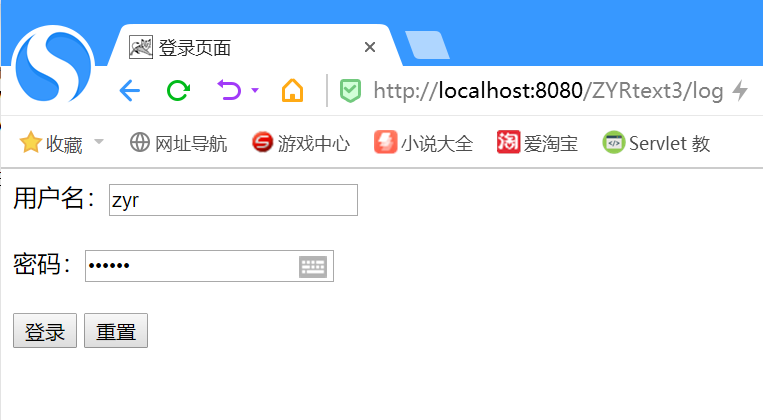 登录页面
http://localhost:8080/ZYRtext3/log
收藏 网址导航 游戏中心 小说大全 爱淘宝 Servlet 教
用户名：zyr
密码：••••••
登录 重置